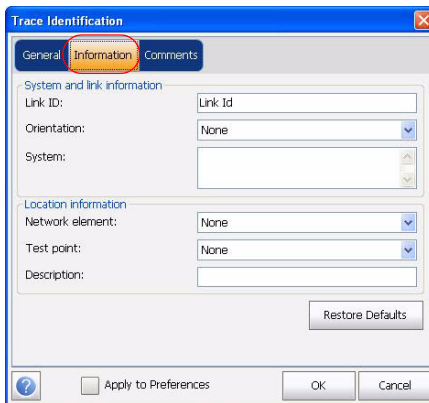 Trace Identification
General Information Comments
System and link information
Link ID: Link Id
Orientation: None
System:
Location information
Network element: None
Test point: None
Description:
Restore Defaults
? Apply to Preferences OK Cancel